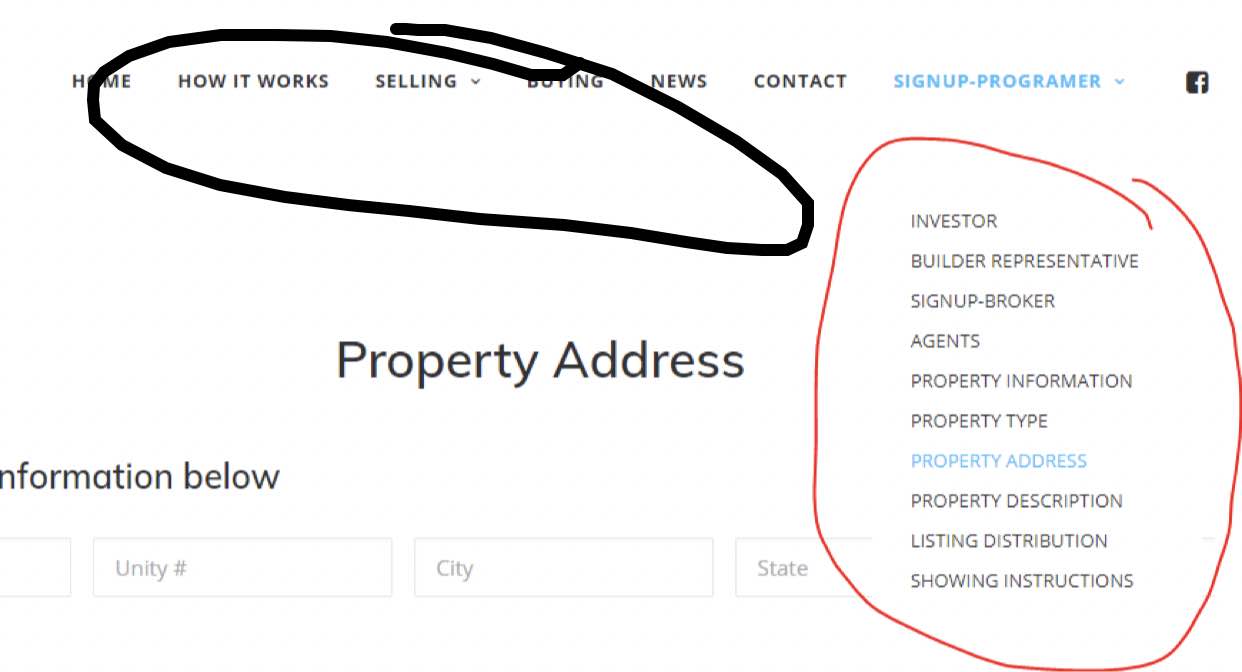 HOME HOW IT WORKS SELLING BUYING NEWS CONTACT SIGNUP-PROGRAMER
INVESTOR
BUILDER REPRESENTATIVE
SIGNUP-BROKER
AGENTS
PROPERTY INFORMATION
PROPERTY TYPE
PROPERTY ADDRESS
PROPERTY DESCRIPTION
LISTING DISTRIBUTION
SHOWING INSTRUCTIONS
Property Address
nformation below
Unity # City State